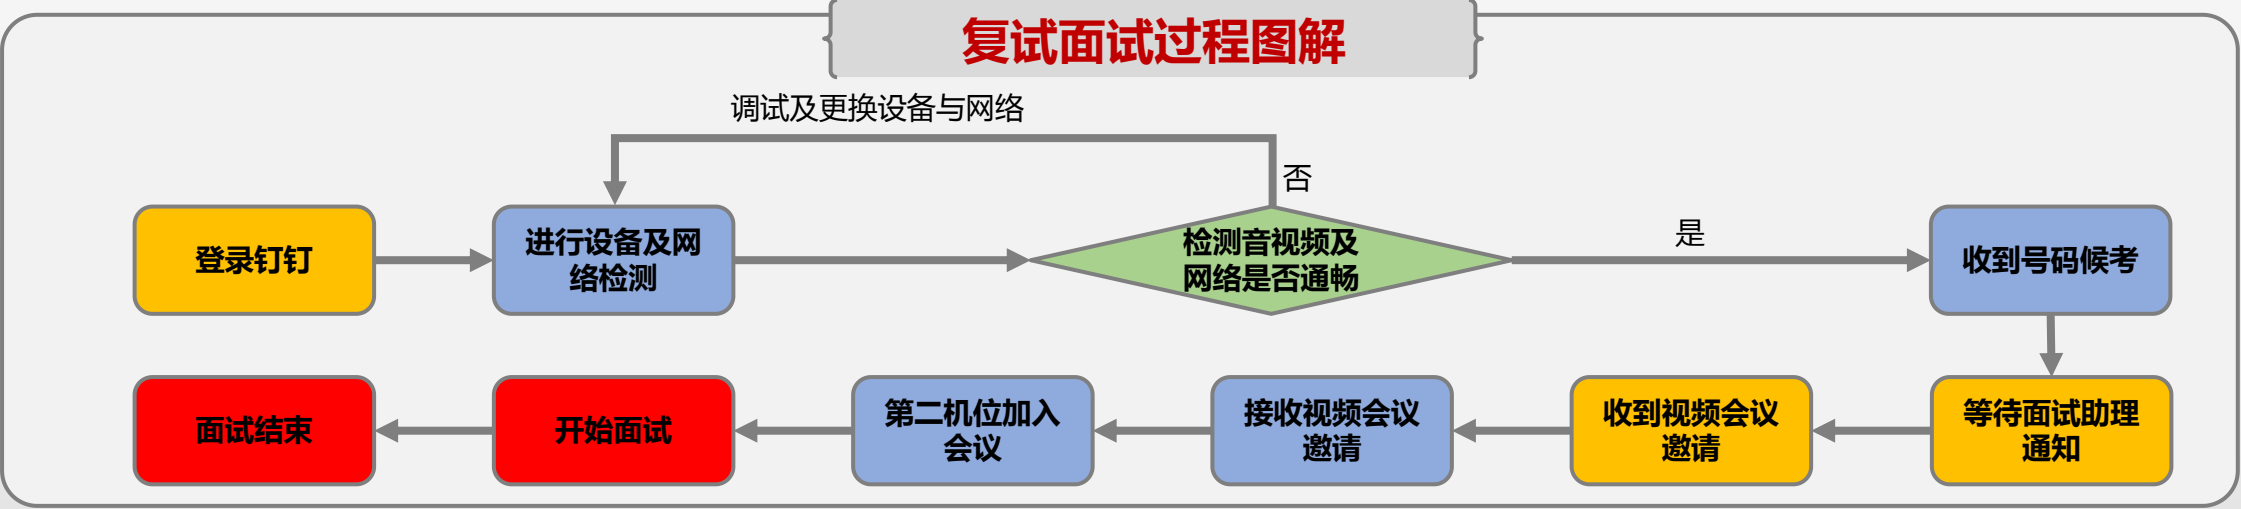 复试面试过程图解
调试及更换设备与网络
否
登录钉钉
进行设备及网
络检测
检测音视频及
网络是否通畅
是
收到号码候考
等待面试助理
通知
收到视频会议
邀请
接收视频会议
邀请
第二机位加入
会议
开始面试
面试结束